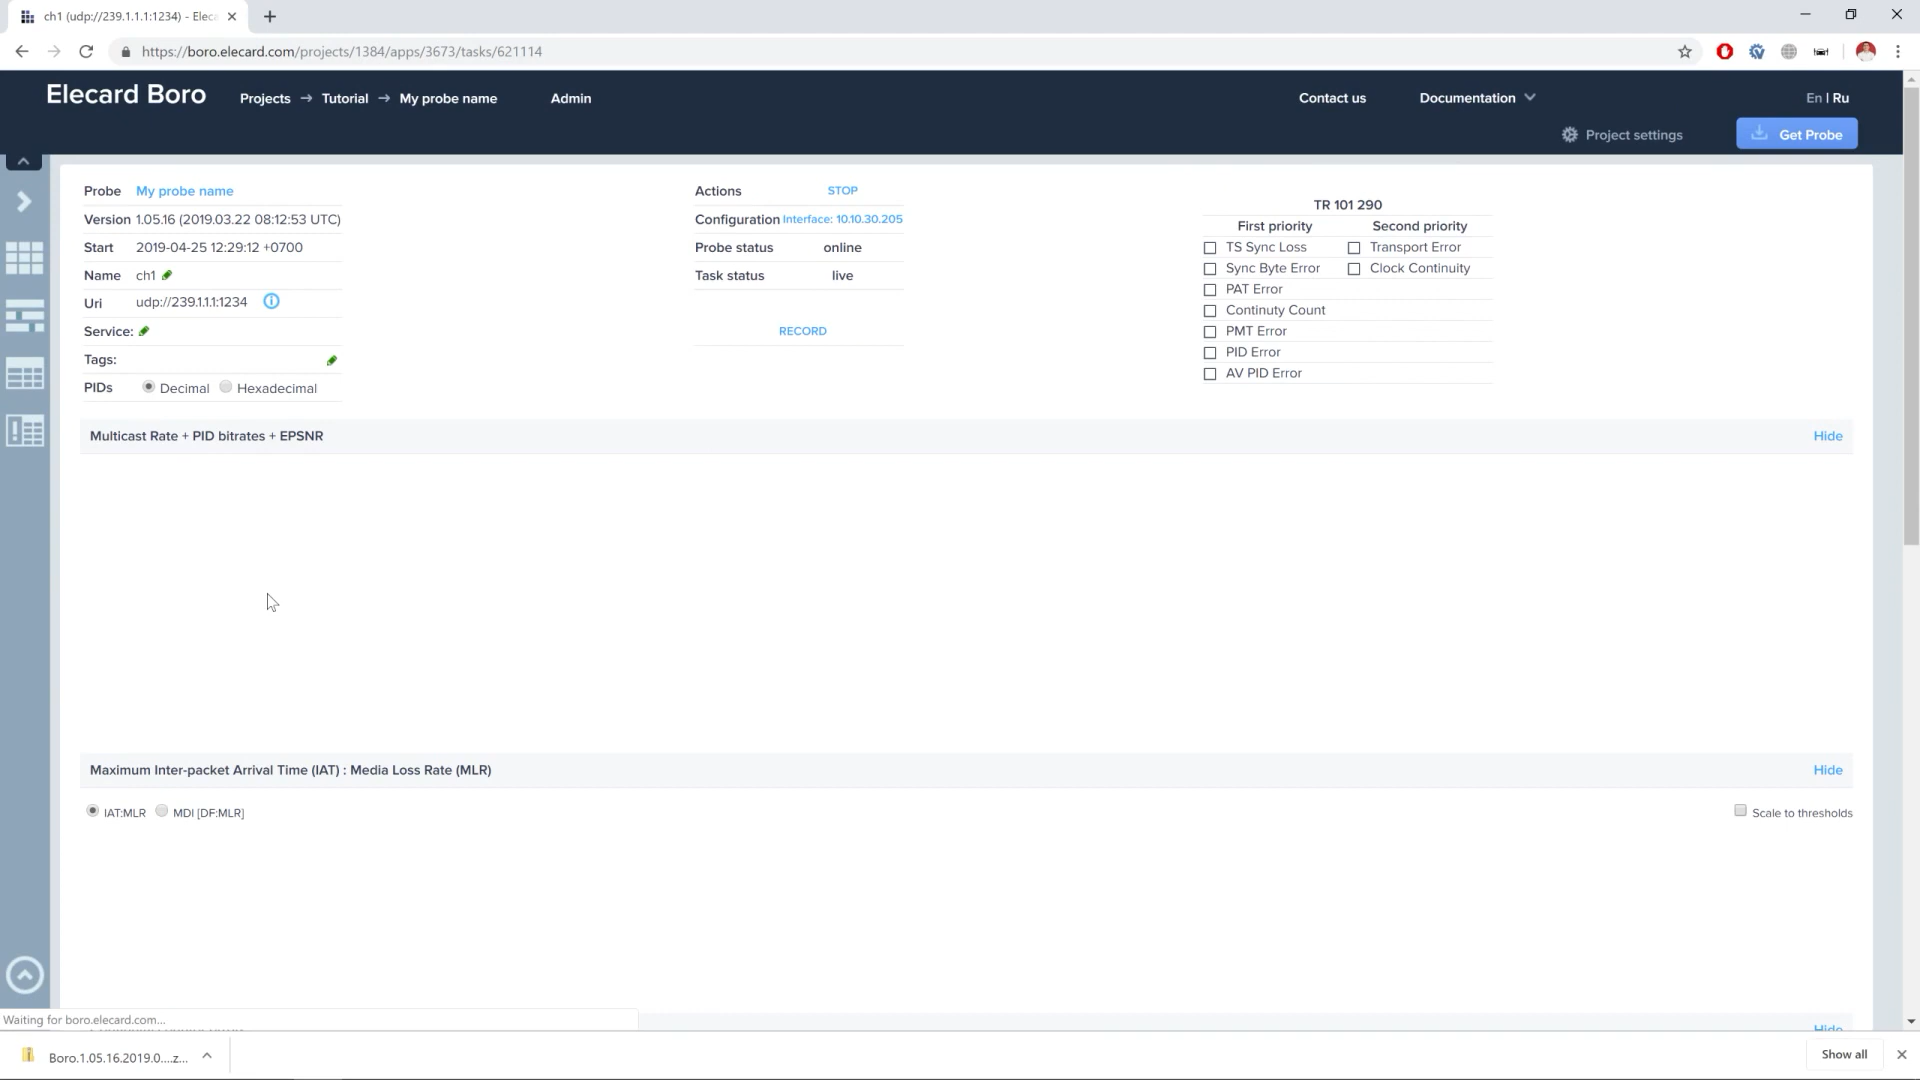 ch1 (udp://239.1.1.1:1234) - Eleca
https://boro.elecard.com/projects/1384/apps/3673/tasks/621114
Elecard Boro
Projects → Tutorial → My probe name
Admin
Contact us
Documentation
En | Ru
Project settings
Get Probe
Probe My probe name
Version 1.05.16 (2019.03.22 08:12:53 UTC)
Start 2019-04-25 12:29:12 +0700
Name ch1
Uri udp://239.1.1.1:1234
Service:
Tags:
PIDs Decimal Hexadecimal
Actions STOP
Configuration Interface: 10.10.30.205
Probe status online
Task status live
RECORD
TR 101 290
First priority Second priority
TS Sync Loss Transport Error
Sync Byte Error Clock Continuity
PAT Error
Continuty Count
PMT Error
PID Error
AV PID Error
Multicast Rate + PID bitrates + EPSNR Hide
Maximum Inter-packet Arrival Time (IAT) : Media Loss Rate (MLR) Hide
IAT:MLR MDI [DF:MLR] Scale to thresholds
Hide
Waiting for boro.elecard.com...
Boro.1.05.16.2019.0....z...
Show all